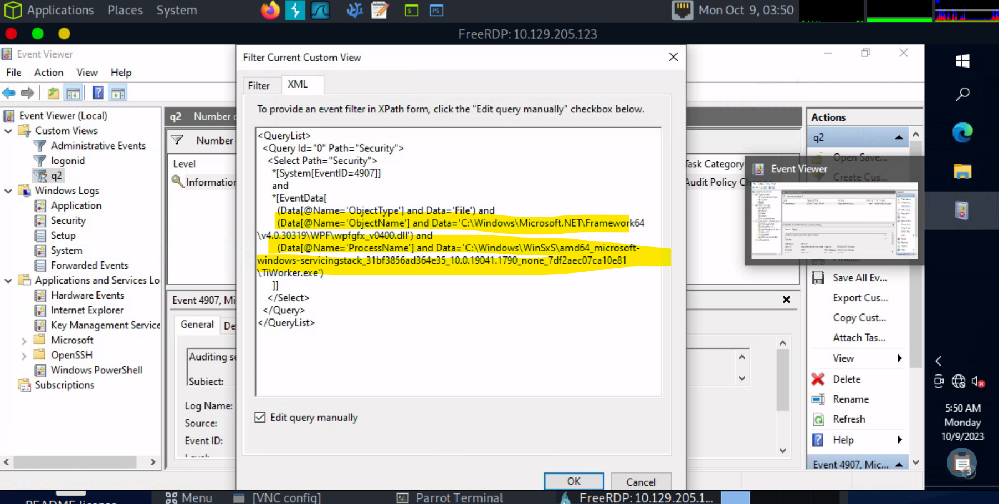 Applications Places System
$
PS
Mon Oct 9, 03:50
FreeRDP: 10.129.205.123
Event Viewer
File Action View Help
?
Event Viewer (Local)
Custom Views
Administrative Events
logonid
q2
Windows Logs
Application
Security
Setup
System
Forwarded Events
Applications and Services Lo
Hardware Events
Internet Explorer
Key Management Service
Microsoft
OpenSSH
Windows PowerShell
Subscriptions
q2 Number
Number
Level
Information
Task Category
Audit Policy Change
Event 4907, Mi
General De
Auditing se
Subject:
Log Name:
Source:
Event ID:
Level:
Filter Current Custom View
Filter XML
To provide an event filter in XPath form, click the "Edit query manually" checkbox below.
<QueryList>
<Query Id="0" Path="Security">
<Select Path="Security">
*[System[EventID=4907]]
and
*[EventData[
(Data[@Name='ObjectType'] and Data='File') and
(Data[@Name='ObjectName'] and Data='C:\Windows\Microsoft.NET\Framework64
\v4.0.30319\WPF\wpfgfx_v0400.dll') and
(Data[@Name='ProcessName'] and Data='C:\Windows\WinSxS\amd64_microsoft-
windows-servicingstack_31bf3856ad364e35_10.0.19041.1790_none_7df2aec07ca10e81
\TiWorker.exe')
]]
</Select>
</Query>
</QueryList>
Edit query manually
OK Cancel
Actions
q2
Open Save...
Create Cus...
Event Viewer
Find...
Save All Ev...
Export Cus...
Copy Cust...
Attach Tas...
View
Delete
Rename
Refresh
Help
Event 4907, Mic...
5:50 AM
Monday
10/9/2023
3
README license
Menu
[VNC config]
Parrot Terminal
FreeRDP: 10.129.205.1...